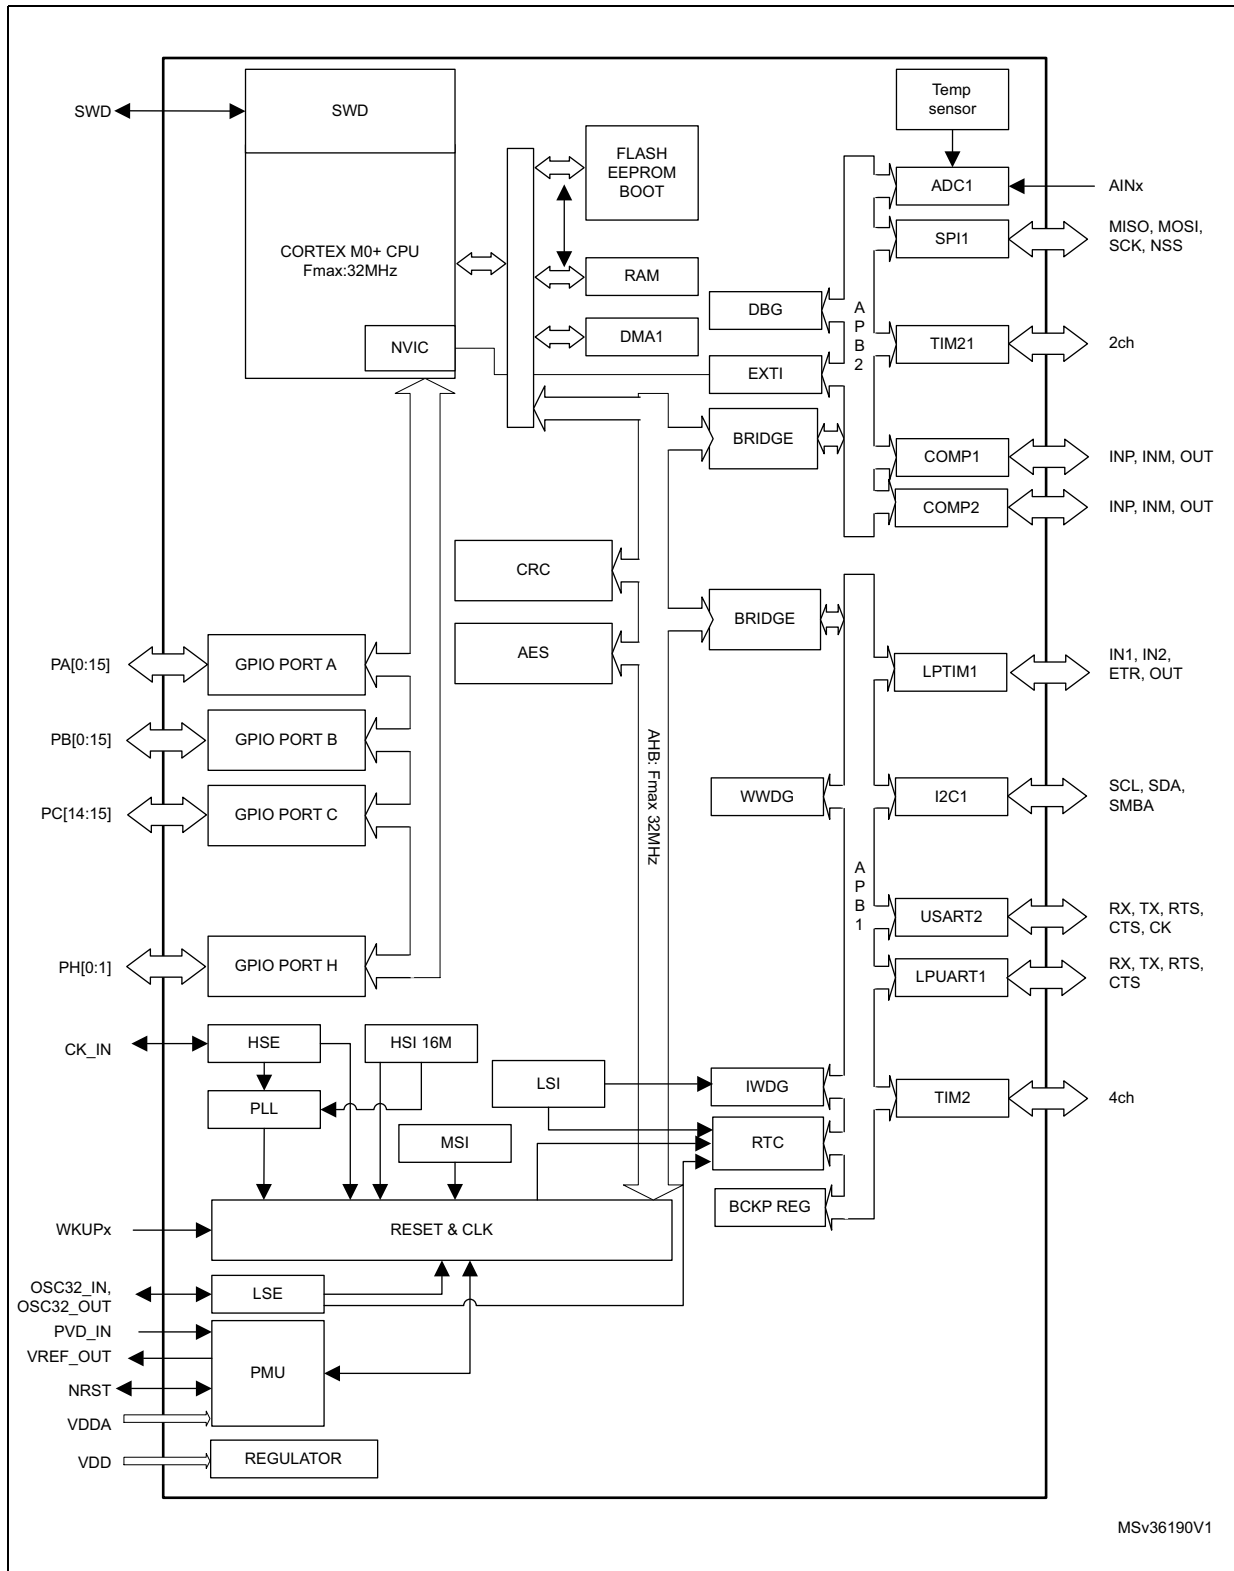 SWD
SWD
Temp
sensor
FLASH
EEPROM
BOOT
ADC1
AINx
SPI1
MISO, MOSI,
SCK, NSS
CORTEX M0+ CPU
Fmax:32MHz
RAM
DBG
APB2
NVIC
DMA1
TIM21
2ch
EXTI
BRIDGE
COMP1
INP, INM, OUT
COMP2
INP, INM, OUT
CRC
BRIDGE
AES
PA[0:15]
GPIO PORT A
LPTIM1
IN1, IN2,
ETR, OUT
PB[0:15]
GPIO PORT B
AHB: Fmax 32MHz
PC[14:15]
GPIO PORT C
WWDG
I2C1
SCL, SDA,
SMBA
APB1
USART2
RX, TX, RTS,
CTS, CK
PH[0:1]
GPIO PORT H
LPUART1
RX, TX, RTS,
CTS
CK_IN
HSE
HSI 16M
LSI
IWDG
PLL
TIM2
4ch
MSI
RTC
BCKP REG
WKUPx
RESET & CLK
OSC32_IN,
OSC32_OUT
LSE
PVD_IN
VREF_OUT
PMU
NRST
VDDA
VDD
REGULATOR
MSv36190V1